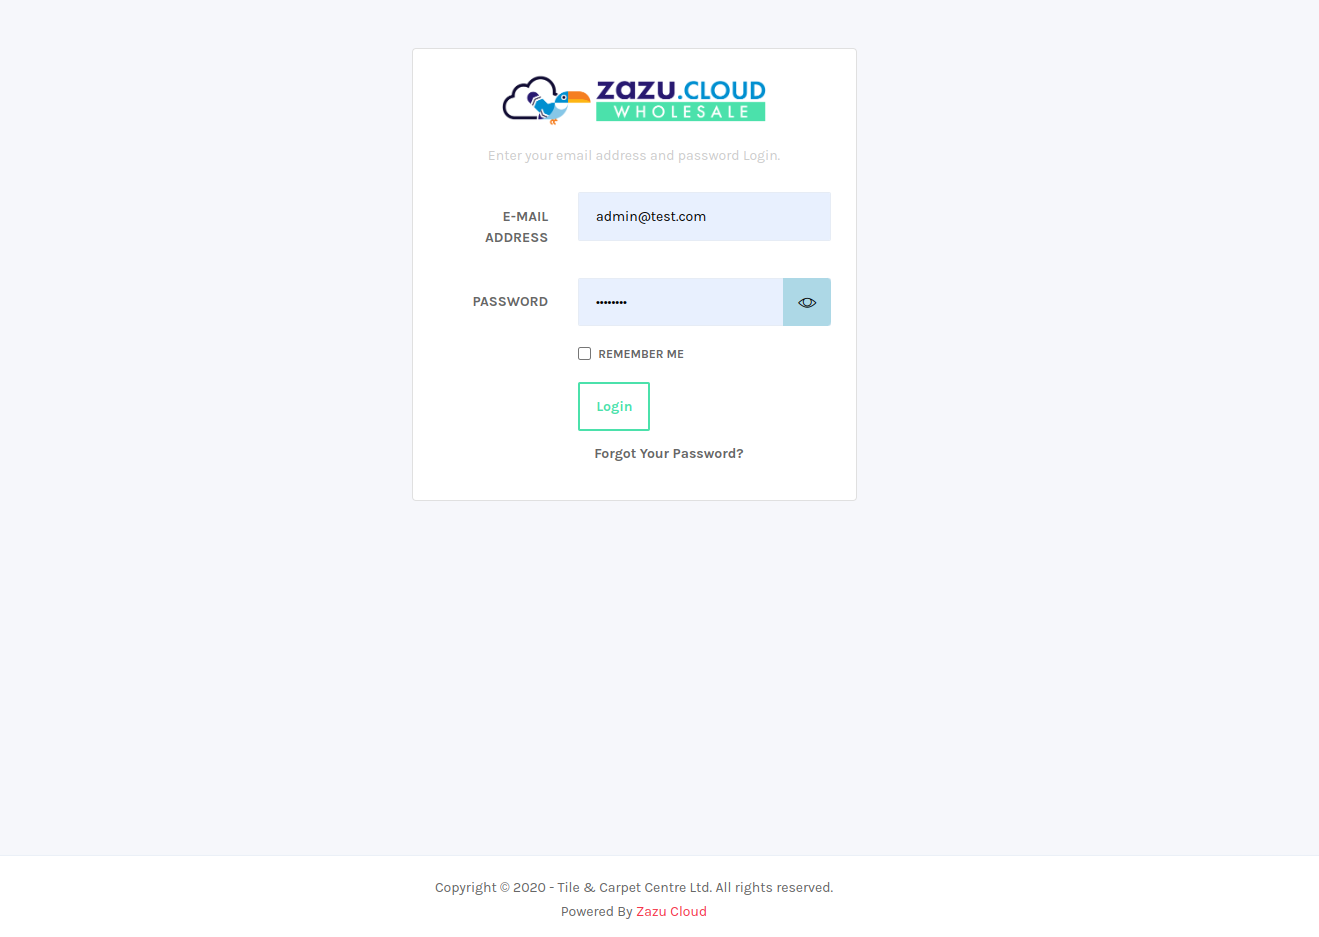 zazu.CLOUD
WHOLESALE
Enter your email address and password Login.
E-MAIL
ADDRESS
admin@test.com
PASSWORD
••••••••
REMEMBER ME
Login
Forgot Your Password?
Copyright © 2020 - Tile & Carpet Centre Ltd. All rights reserved.
Powered By Zazu Cloud